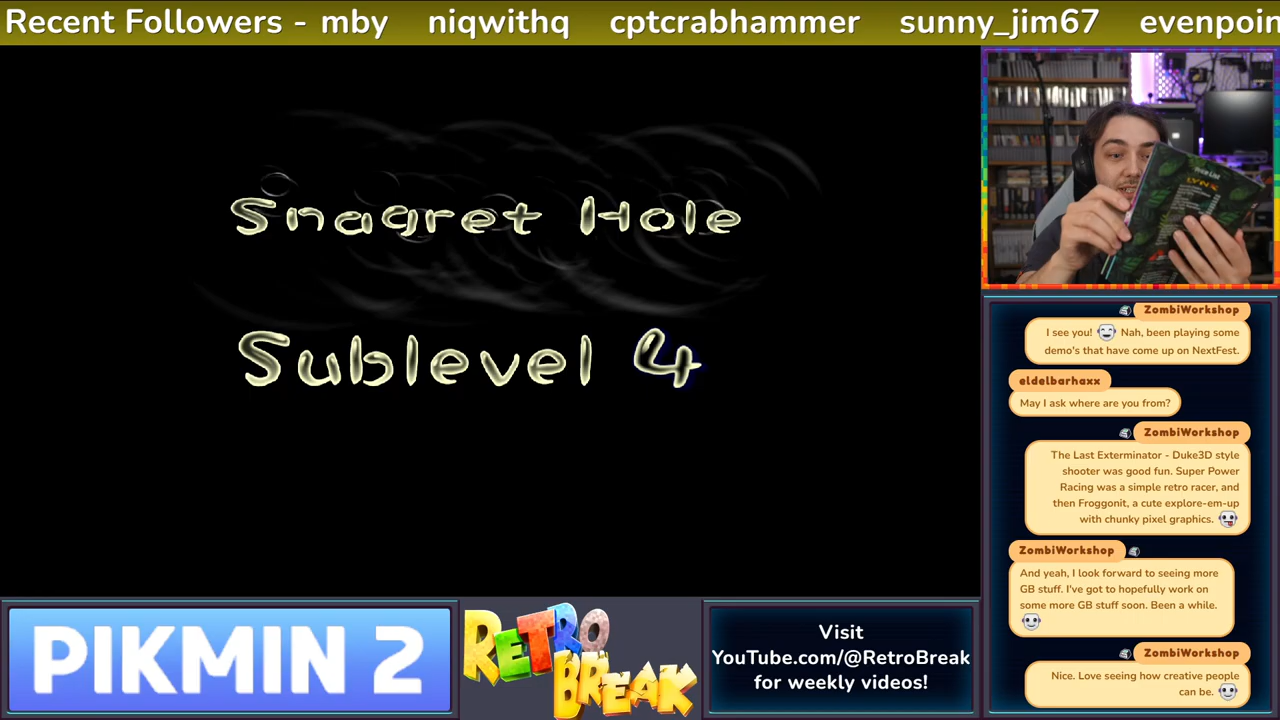 Recent Followers - mby niqwithq cptcrabhammer sunny_jim67 evenpoin
Snagret Hole
Sublevel 4
LYNX
ZombiWorkshop
I see you! Nah, been playing some
demo's that have come up on NextFest.
eldelbarhaxx
May I ask where are you from?
ZombiWorkshop
The Last Exterminator - Duke3D style
shooter was good fun. Super Power
Racing was a simple retro racer, and
then Froggonit, a cute explore-em-up
with chunky pixel graphics.
ZombiWorkshop
And yeah, I look forward to seeing more
GB stuff. I've got to hopefully work on
some more GB stuff soon. Been a while.
ZombiWorkshop
Nice. Love seeing how creative people
can be.
PIKMIN 2
RETRO
BREAK
Visit
YouTube.com/@RetroBreak
for weekly videos!